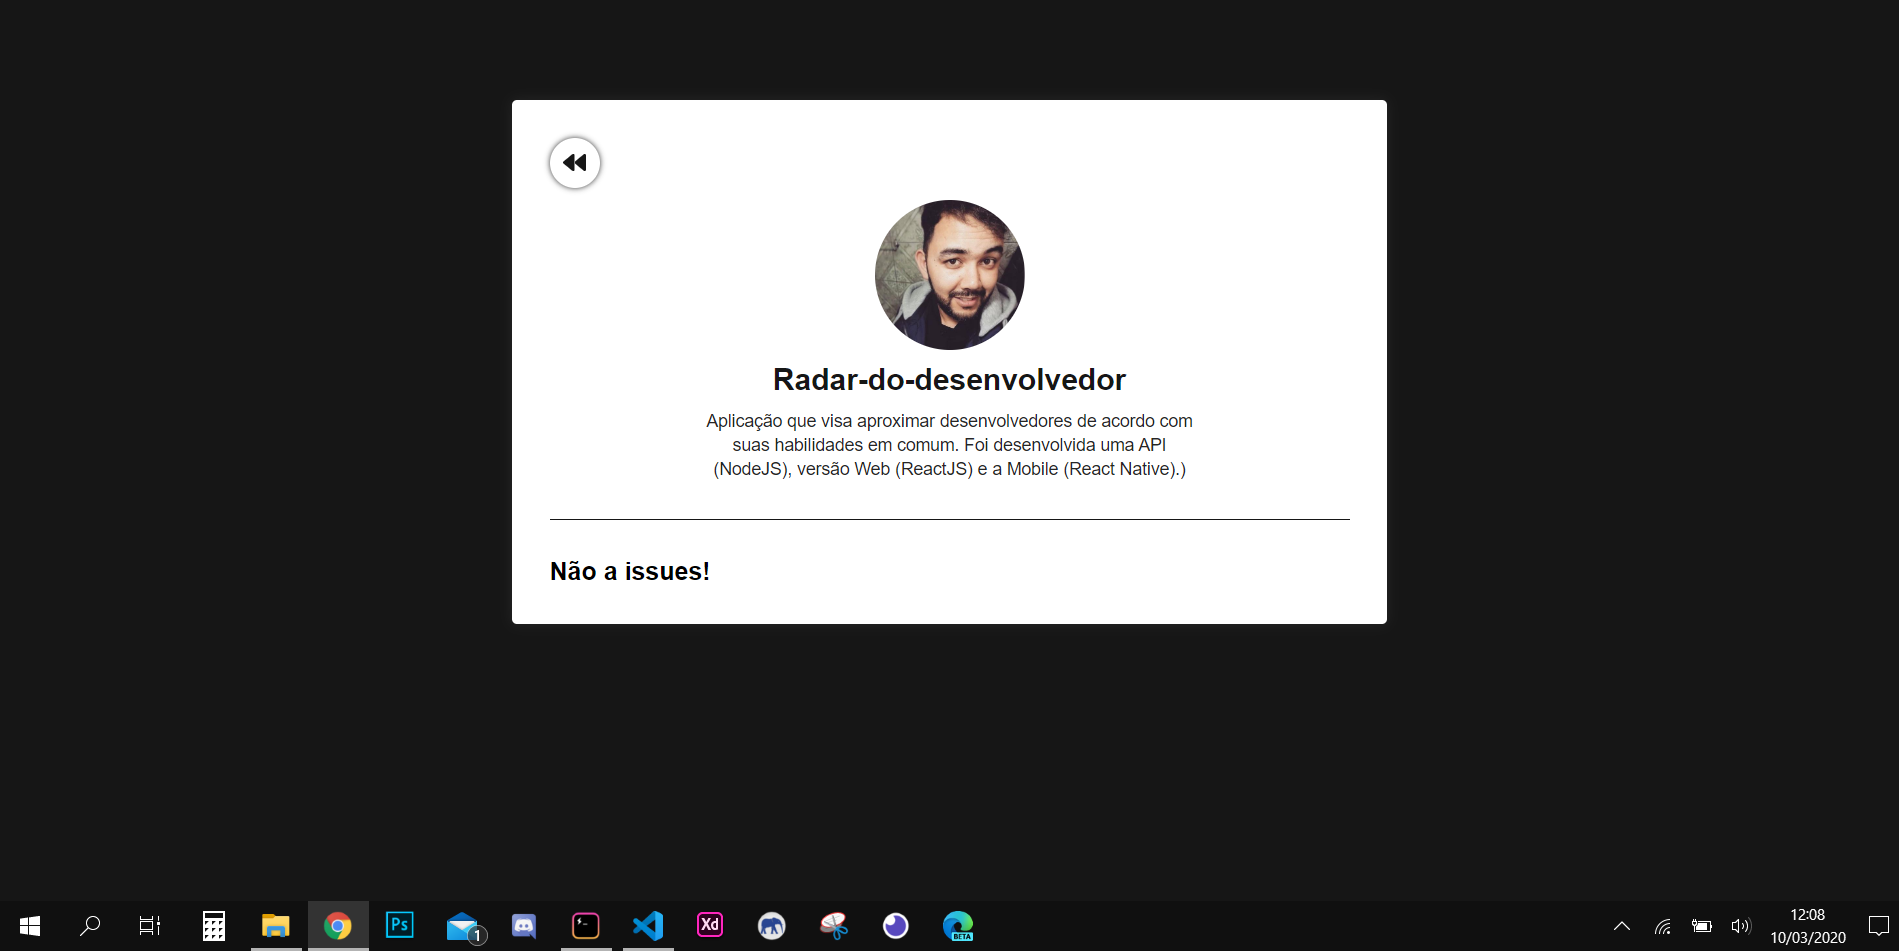 Radar-do-desenvolvedor
Aplicação que visa aproximar desenvolvedores de acordo com
suas habilidades em comum. Foi desenvolvida uma API
(NodeJS), versão Web (ReactJS) e a Mobile (React Native).)
Não a issues!
Ps
1
Xd
BETA
12:08
10/03/2020